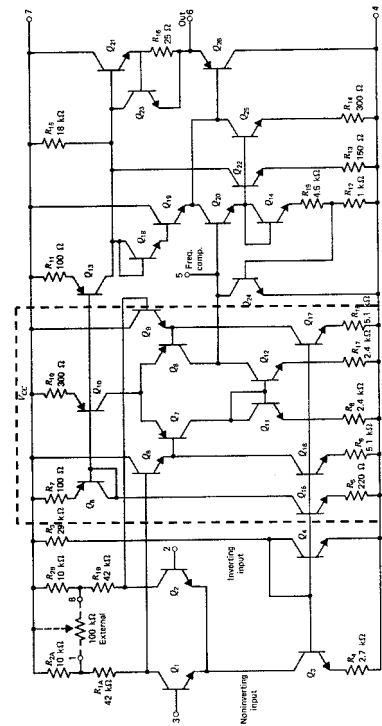 R2A
10 kΩ
R2B
10 kΩ
R3
29 kΩ
1
8
100 kΩ
External
R1A
42 kΩ
R1B
42 kΩ
3
Q1
Q2
2
Noninverting
input
Inverting
input
Q3
Q4
R4
2.7 kΩ
VCC
R7
100 Ω
R10
300 Ω
Q5
Q10
Q8
Q9
Q7
Q6
Q11
Q12
Q15
Q16
Q17
R5
220 Ω
R6
5.1 kΩ
R8
2.4 kΩ
R17
2.4 kΩ
5.1 kΩ
R11
100 Ω
Q13
R15
18 kΩ
Q18
Q19
5
Freq.
comp.
Q20
Q24
Q14
Q22
Q25
R19
4.5 kΩ
R12
1 kΩ
R13
150 Ω
R14
300 Ω
Q21
Q23
R16
25 Ω
Out
6
Q26
7
4